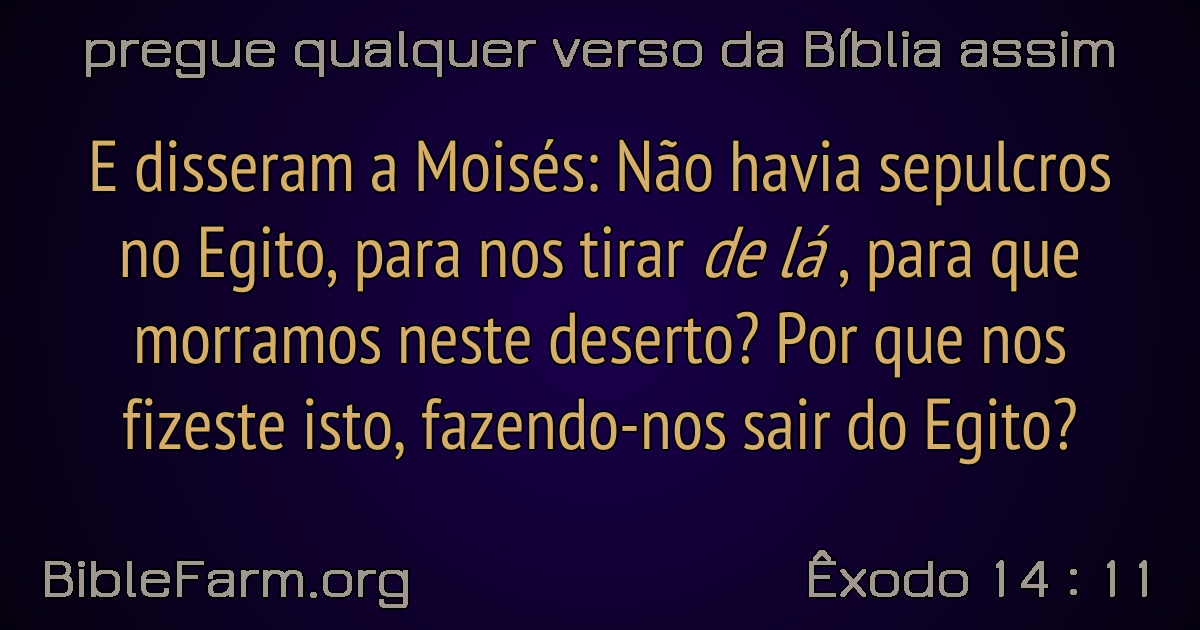 pregue qualquer verso da Bíblia assim
E disseram a Moisés: Não havia sepulcros
no Egito, para nos tirar de lá , para que
morramos neste deserto? Por que nos
fizeste isto, fazendo-nos sair do Egito?
BibleFarm.org
Êxodo 14 : 11